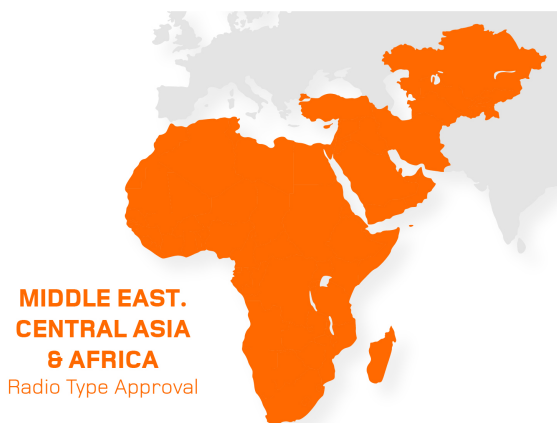 MIDDLE EAST.
CENTRAL ASIA
& AFRICA
Radio Type Approval